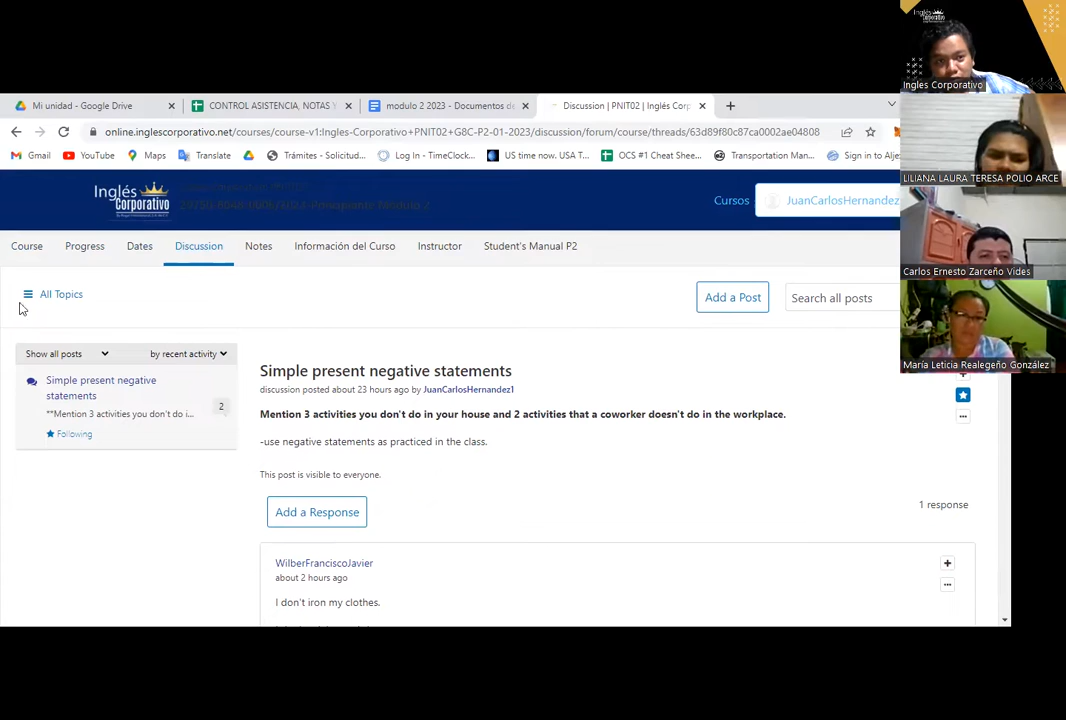 Inglés
Corporativo
Ingles Corporativo
Mi unidad - Google Drive
CONTROL ASISTENCIA, NOTAS Y
modulo 2 2023 - Documentos de
Discussion | PNIT02 | Inglés Corp
online.inglescorporativo.net/courses/course-v1:Ingles-Corporativo+PNIT02+G8C-P2-01-2023/discussion/forum/course/threads/63d89f80c87ca0002ae04808
Gmail
YouTube
Maps
Translate
Trámites - Solicitud...
Log In - TimeClock...
US time now. USA T...
OCS #1 Cheat Shee...
Transportation Man...
Sign in to Alje
LILIANA LAURA TERESA POLIO ARCE
Inglés
CORPORATIVO
Cursos
JuanCarlosHernandez
Course
Progress
Dates
Discussion
Notes
Información del Curso
Instructor
Student's Manual P2
Carlos Ernesto Zarceño Vides
All Topics
Add a Post
Search all posts
María Leticia Realegeño González
Show all posts
by recent activity
Simple present negative
statements
2
**Mention 3 activities you don't do i...
Following
Simple present negative statements
discussion posted about 23 hours ago by JuanCarlosHernandez1
Mention 3 activities you don't do in your house and 2 activities that a coworker doesn't do in the workplace.
-use negative statements as practiced in the class.
This post is visible to everyone.
Add a Response
1 response
WilberFranciscoJavier
about 2 hours ago
I don't iron my clothes.